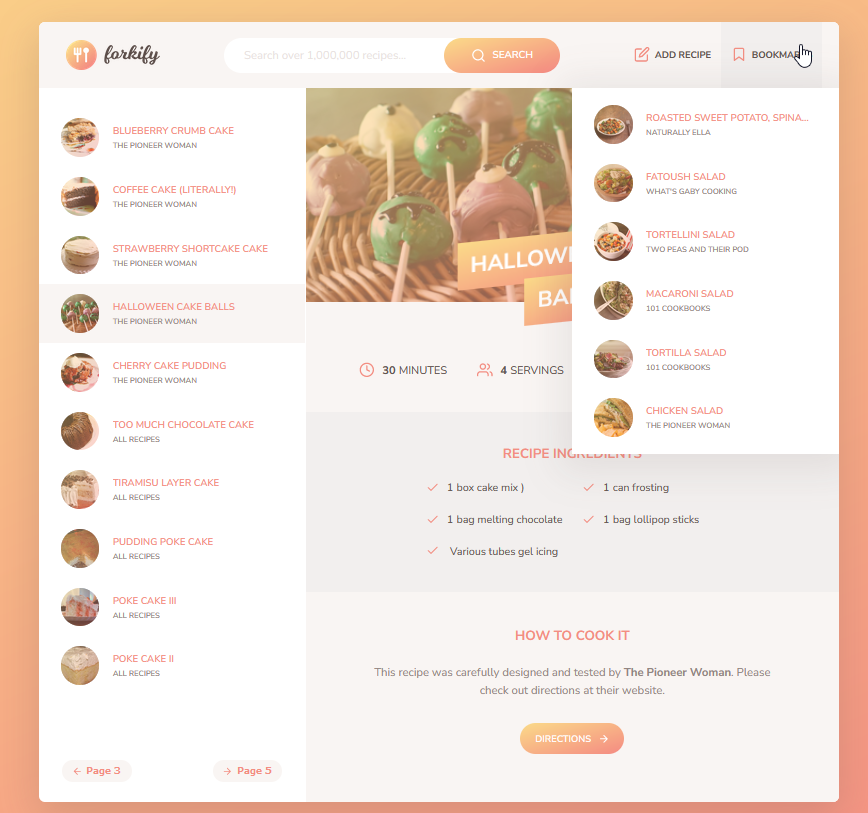 forkify
Search over 1,000,000 recipes...
SEARCH
ADD RECIPE
BOOKMAR
BLUEBERRY CRUMB CAKE
THE PIONEER WOMAN
COFFEE CAKE (LITERALLY!)
THE PIONEER WOMAN
STRAWBERRY SHORTCAKE CAKE
THE PIONEER WOMAN
HALLOWEEN CAKE BALLS
THE PIONEER WOMAN
CHERRY CAKE PUDDING
THE PIONEER WOMAN
TOO MUCH CHOCOLATE CAKE
ALL RECIPES
TIRAMISU LAYER CAKE
ALL RECIPES
PUDDING POKE CAKE
ALL RECIPES
POKE CAKE III
ALL RECIPES
POKE CAKE II
ALL RECIPES
Page 3
Page 5
HALLOW
BA
30 MINUTES
4 SERVINGS
ROASTED SWEET POTATO, SPINA...
NATURALLY ELLA
FATOUSH SALAD
WHAT'S GABY COOKING
TORTELLINI SALAD
TWO PEAS AND THEIR POD
MACARONI SALAD
101 COOKBOOKS
TORTILLA SALAD
101 COOKBOOKS
CHICKEN SALAD
THE PIONEER WOMAN
RECIPE INGREDIENTS
1 box cake mix )
1 can frosting
1 bag melting chocolate
1 bag lollipop sticks
Various tubes gel icing
HOW TO COOK IT
This recipe was carefully designed and tested by The Pioneer Woman. Please
check out directions at their website.
DIRECTIONS